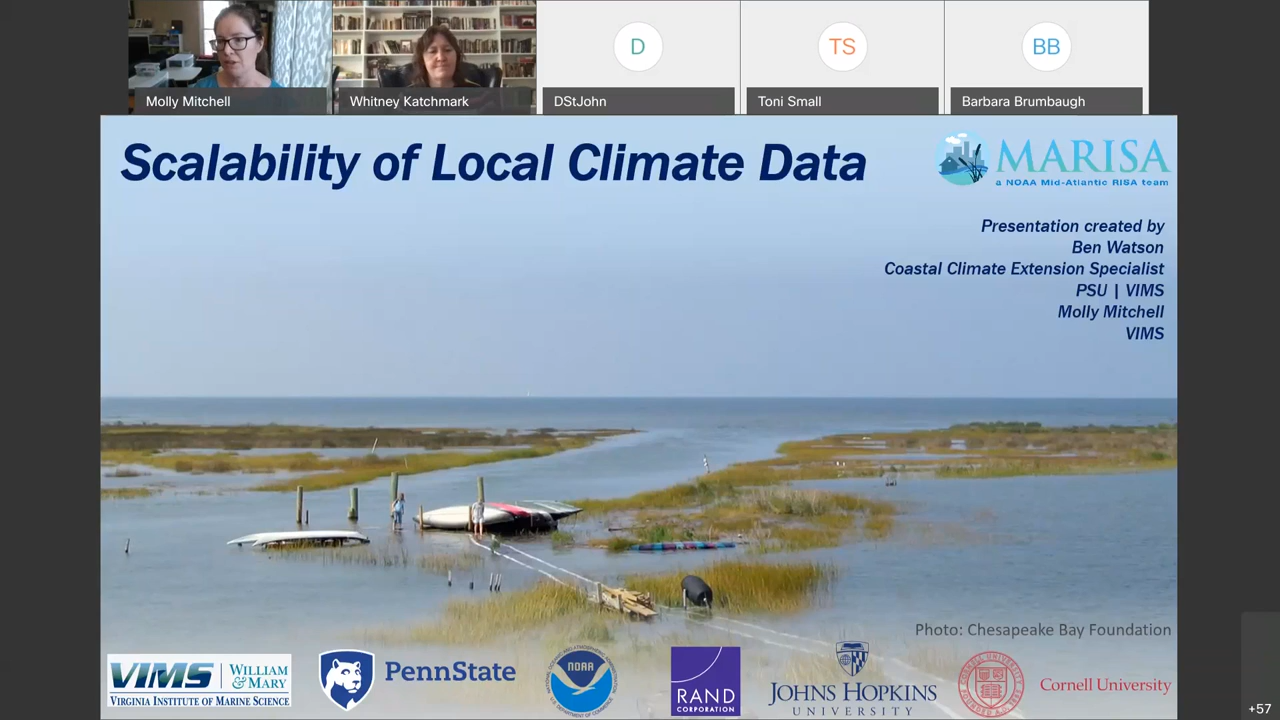 Molly Mitchell
Whitney Katchmark
D
DStJohn
TS
Toni Small
BB
Barbara Brumbaugh
Scalability of Local Climate Data
MARISA
a NOAA Mid-Atlantic RISA team
Presentation created by
Ben Watson
Coastal Climate Extension Specialist
PSU | VIMS
Molly Mitchell
VIMS
Photo: Chesapeake Bay Foundation
VIMS
WILLIAM
& MARY
VIRGINIA INSTITUTE OF MARINE SCIENCE
PennState
NOAA
RAND
CORPORATION
JOHNS HOPKINS
UNIVERSITY
Cornell University
+57